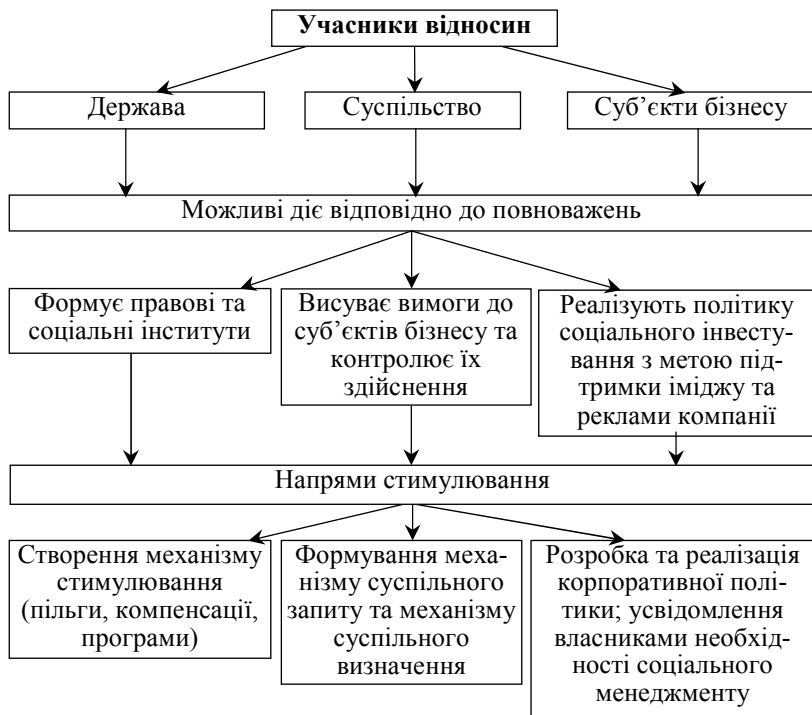 Учасники відносин
Держава
Суспільство
Суб’єкти бізнесу
Можливі діє відповідно до повноважень
Формує правові та
соціальні інститути
Висуває вимоги до
суб’єктів бізнесу та
контролює їх
здійснення
Реалізують політику
соціального інвесту-
вання з метою під-
тримки іміджу та
реклами компанії
Напрями стимулювання
Створення механізму
стимулювання
(пільги, компенсації,
програми)
Формування меха-
нізму суспільного
запиту та механізму
суспільного
визначення
Розробка та реалізація
корпоративної полі-
тики; усвідомлення
власниками необхід-
ності соціального
менеджменту